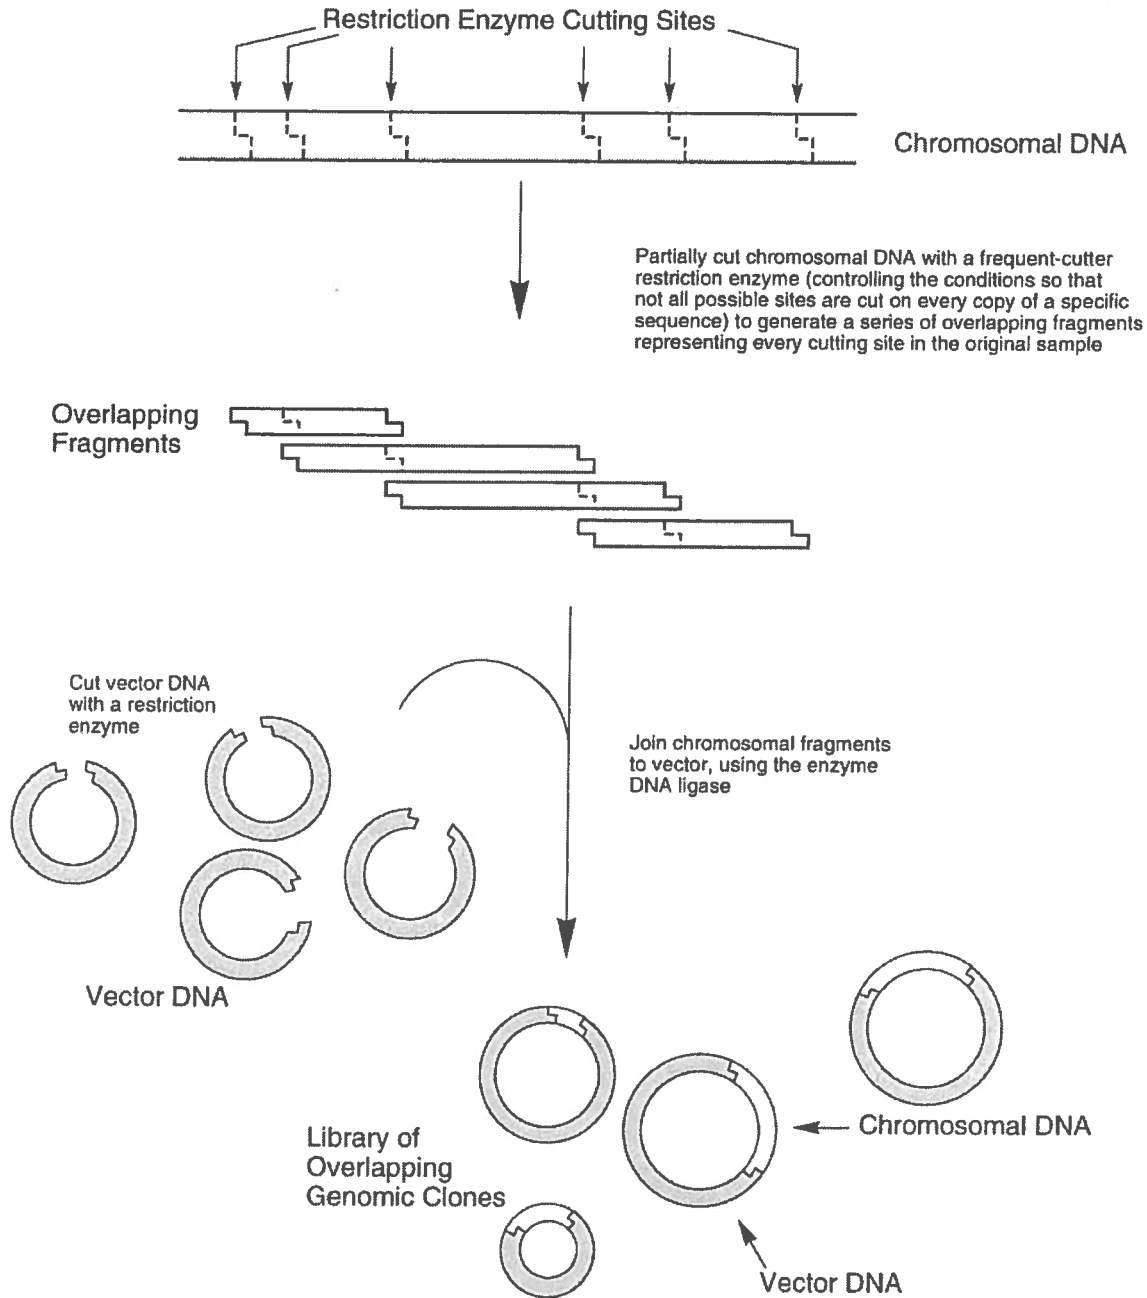 Restriction Enzyme Cutting Sites
Chromosomal DNA
Partially cut chromosomal DNA with a frequent-cutter
restriction enzyme (controlling the conditions so that
not all possible sites are cut on every copy of a specific
sequence) to generate a series of overlapping fragments
representing every cutting site in the original sample
Overlapping
Fragments
Cut vector DNA
with a restriction
enzyme
Join chromosomal fragments
to vector, using the enzyme
DNA ligase
Vector DNA
Chromosomal DNA
Library of
Overlapping
Genomic Clones
Vector DNA